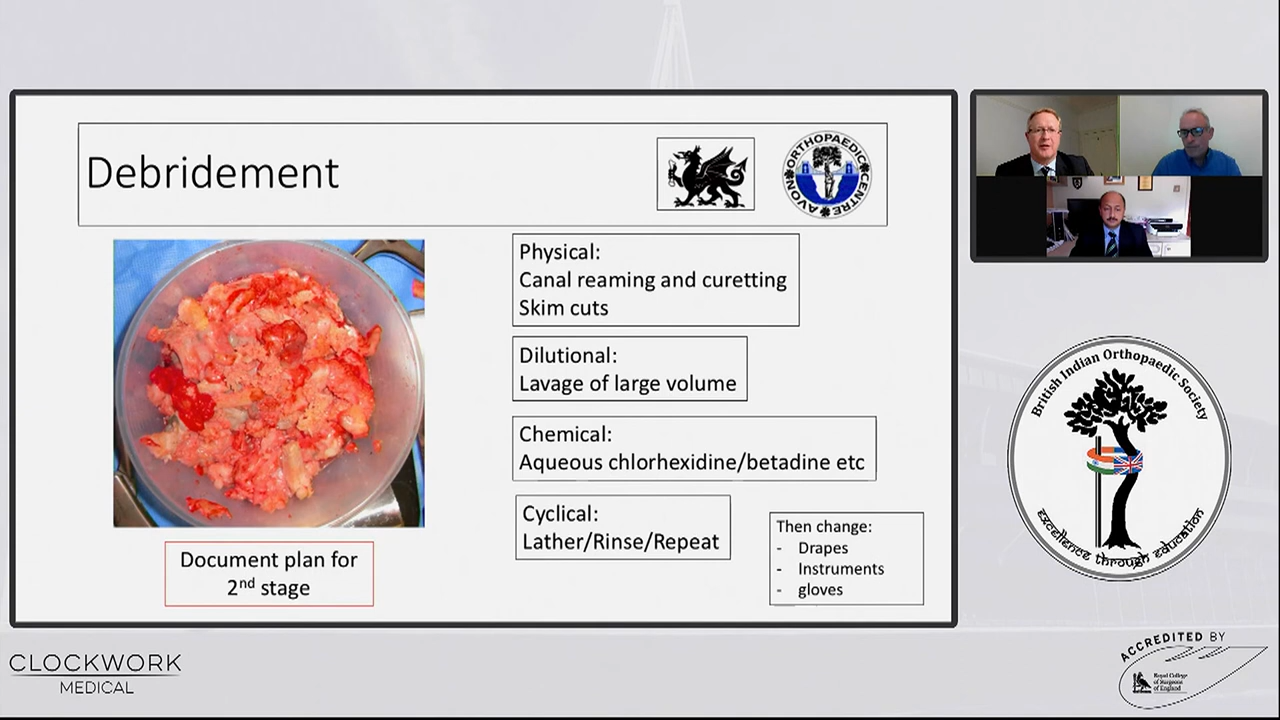 Debridement
AVON ORTHOPAEDIC CENTRE
Physical:
Canal reaming and curetting
Skim cuts
Dilutional:
Lavage of large volume
Chemical:
Aqueous chlorhexidine/betadine etc
Cyclical:
Lather/Rinse/Repeat
Document plan for
2nd stage
Then change:
- Drapes
- Instruments
- gloves
British Indian Orthopaedic Society
excellence through education
CLOCKWORK
MEDICAL
ACCREDITED BY
Royal College
of Surgeons
of England